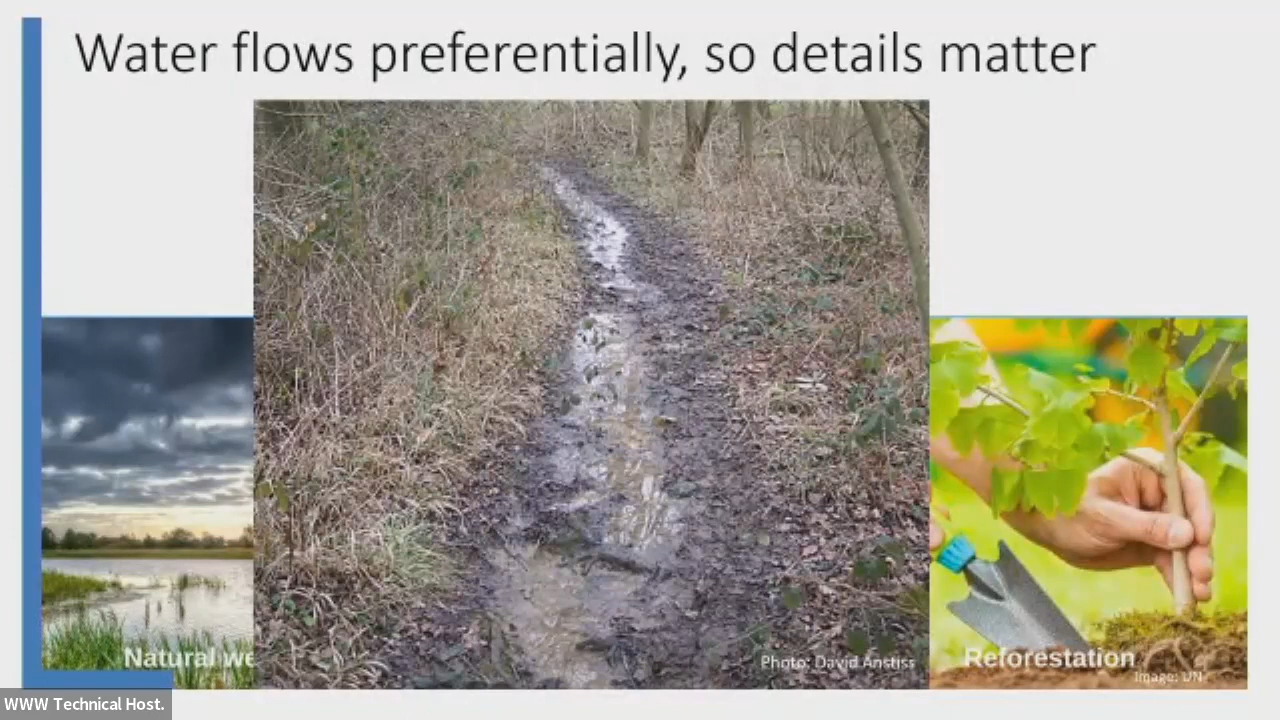 Water flows preferentially, so details matter
Natural we
Photo: David Anstiss
Reforestation
Image: UN
WWW Technical Host.